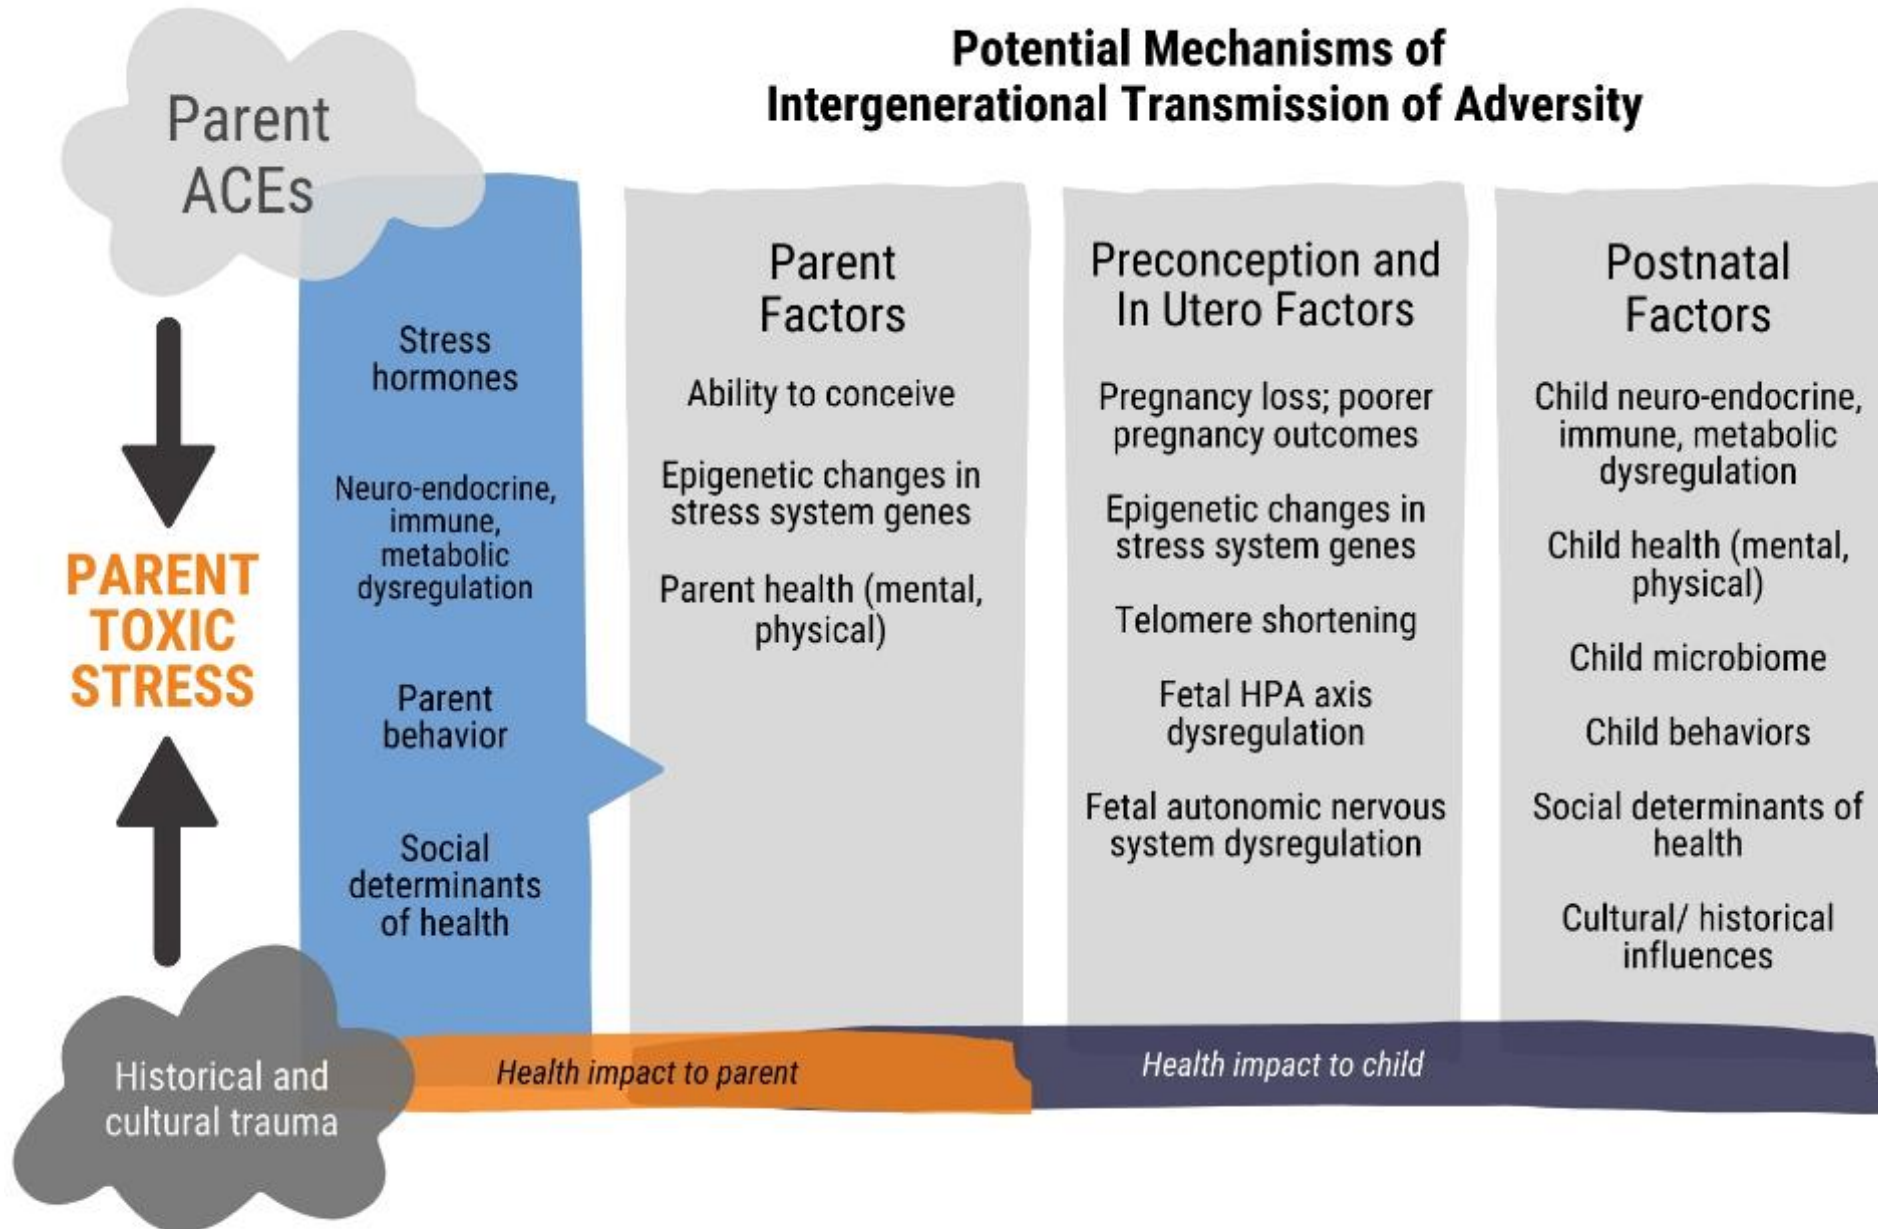 Potential Mechanisms of
Intergenerational Transmission of Adversity
Parent
ACEs
PARENT
TOXIC
STRESS
Historical and
cultural trauma
Stress
hormones
Neuro-endocrine,
immune,
metabolic
dysregulation
Parent
behavior
Social
determinants
of health
Parent
Factors
Ability to conceive
Epigenetic changes in
stress system genes
Parent health (mental,
physical)
Preconception and
In Utero Factors
Pregnancy loss; poorer
pregnancy outcomes
Epigenetic changes in
stress system genes
Telomere shortening
Fetal HPA axis
dysregulation
Fetal autonomic nervous
system dysregulation
Postnatal
Factors
Child neuro-endocrine,
immune, metabolic
dysregulation
Child health (mental,
physical)
Child microbiome
Child behaviors
Social determinants of
health
Cultural/ historical
influences
Health impact to parent
Health impact to child